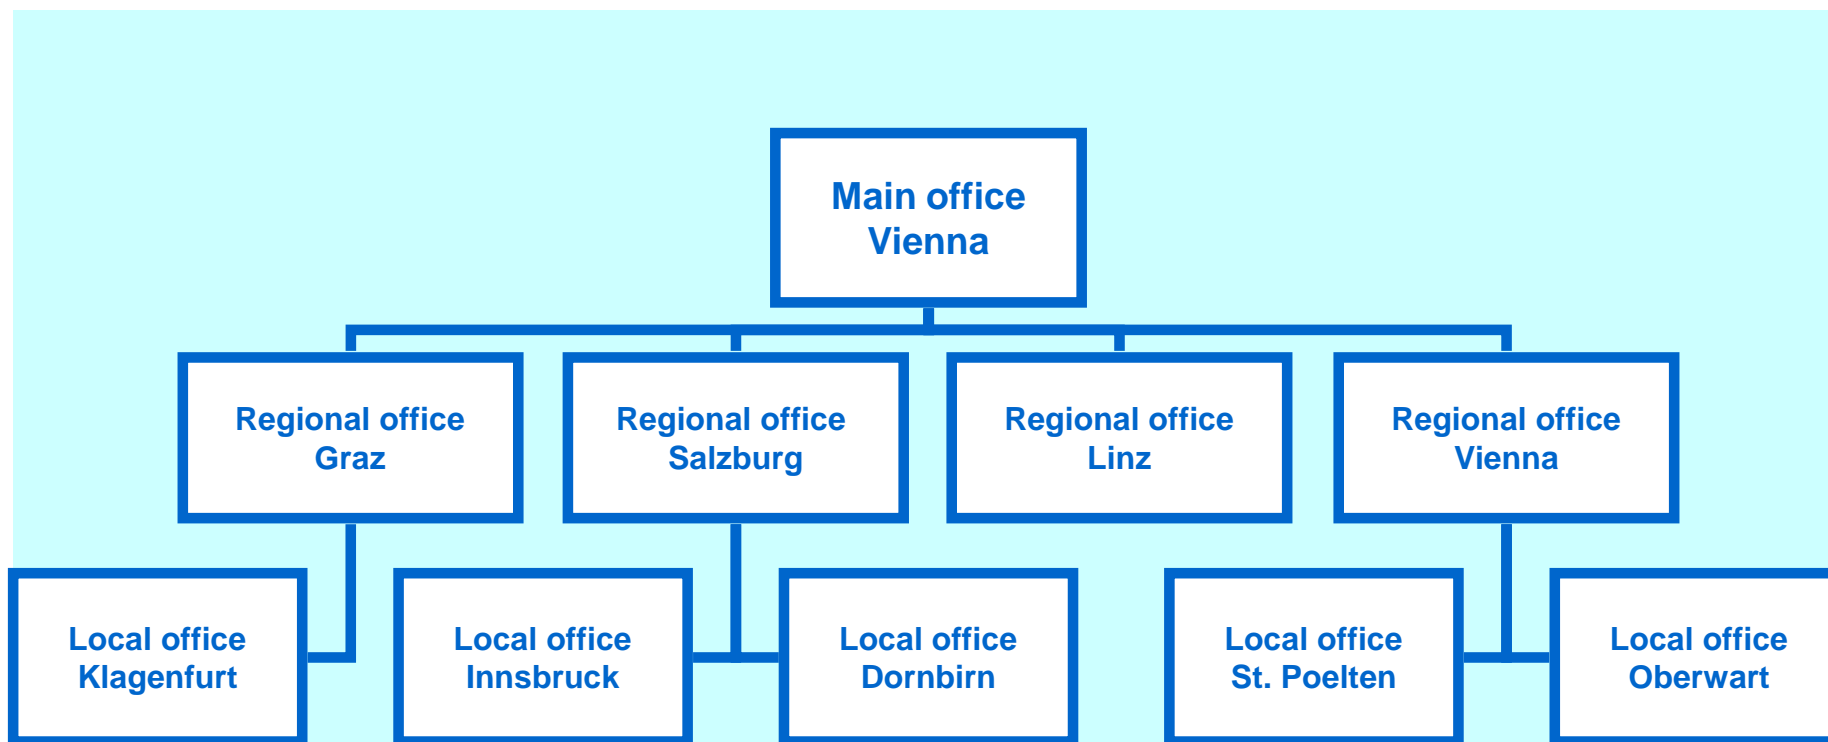 Main office
Vienna
Regional office
Graz
Regional office
Salzburg
Regional office
Linz
Regional office
Vienna
Local office
Klagenfurt
Local office
Innsbruck
Local office
Dornbirn
Local office
St. Poelten
Local office
Oberwart